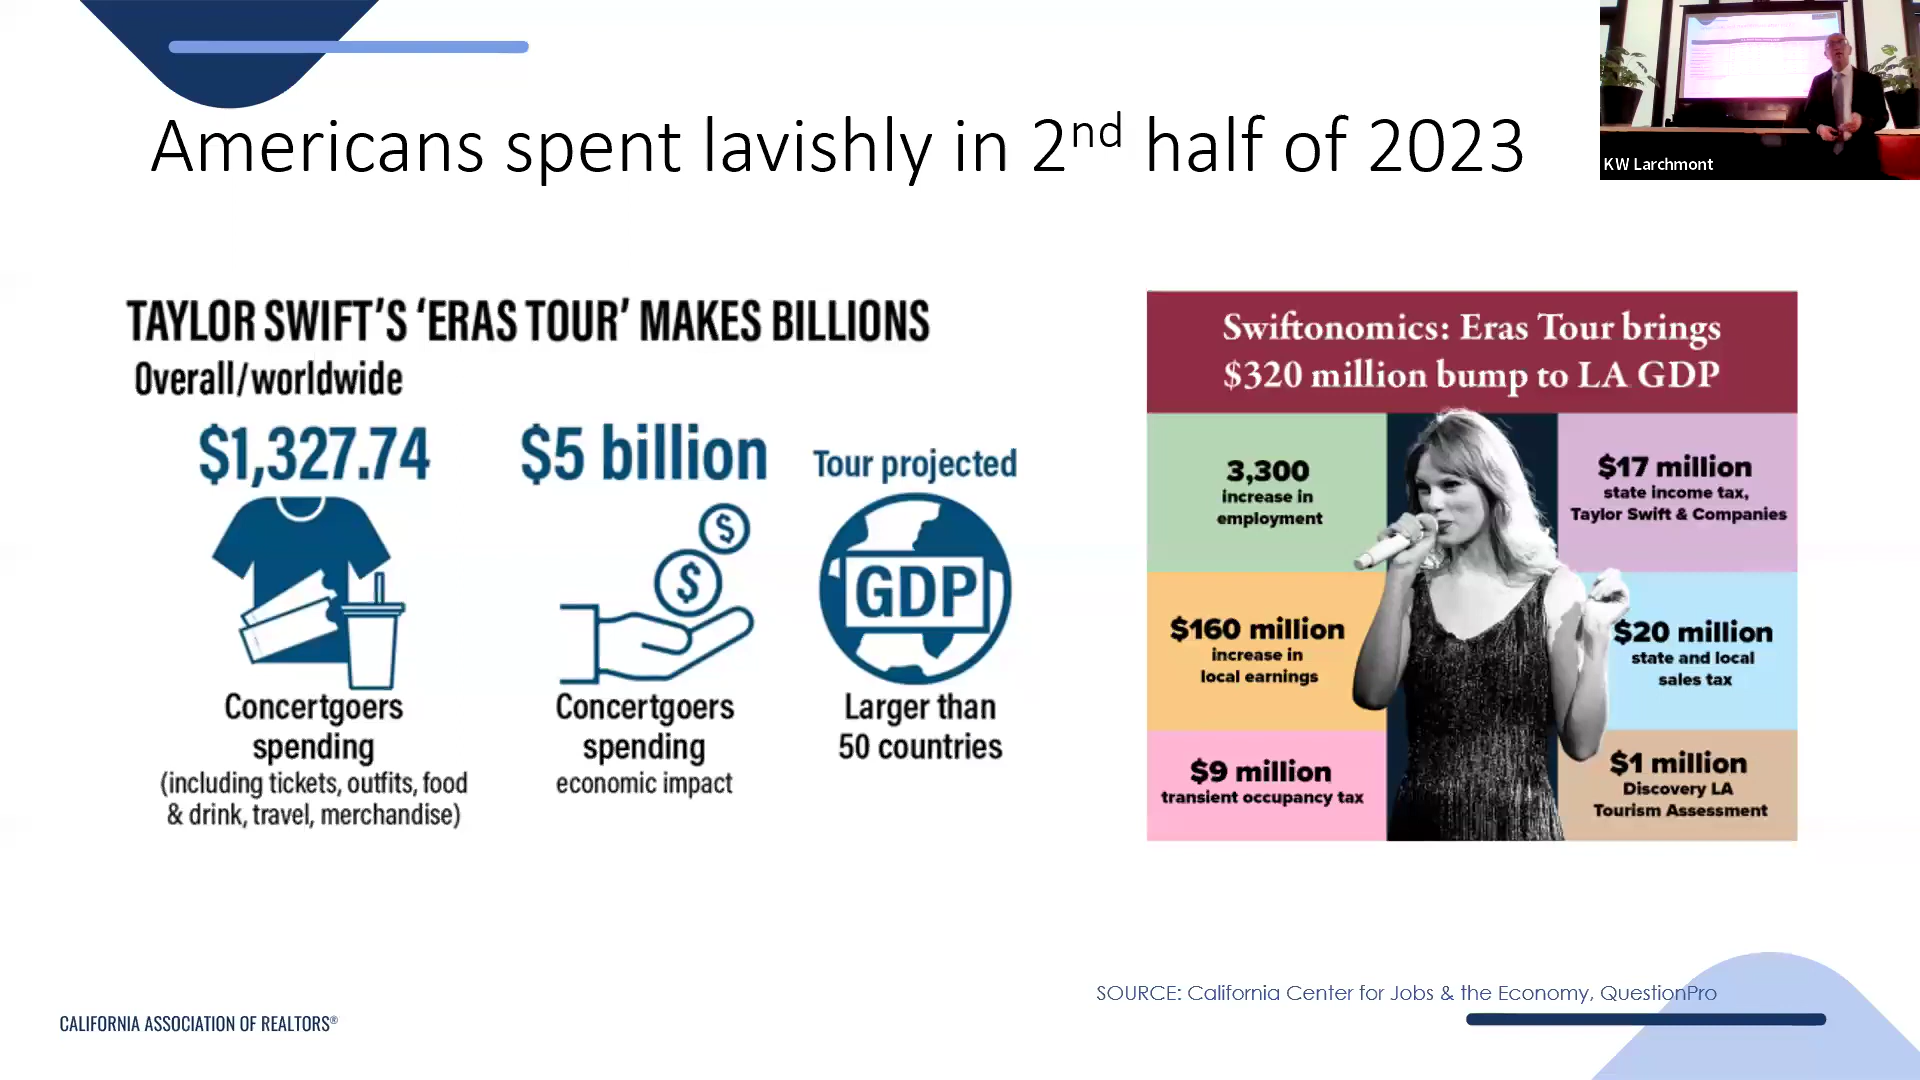 Americans spent lavishly in 2nd half of 2023
KW Larchmont
TAYLOR SWIFT'S 'ERAS TOUR' MAKES BILLIONS
Overall/worldwide
$1,327.74
Concertgoers
spending
(including tickets, outfits, food
& drink, travel, merchandise)
$5 billion
$
$
Concertgoers
spending
economic impact
Tour projected
GDP
Larger than
50 countries
Swiftonomics: Eras Tour brings
$320 million bump to LA GDP
3,300
increase in
employment
$17 million
state income tax,
Taylor Swift & Companies
$160 million
increase in
local earnings
$20 million
state and local
sales tax
$9 million
transient occupancy tax
$1 million
Discovery LA
Tourism Assessment
SOURCE: California Center for Jobs & the Economy, QuestionPro
CALIFORNIA ASSOCIATION OF REALTORS®